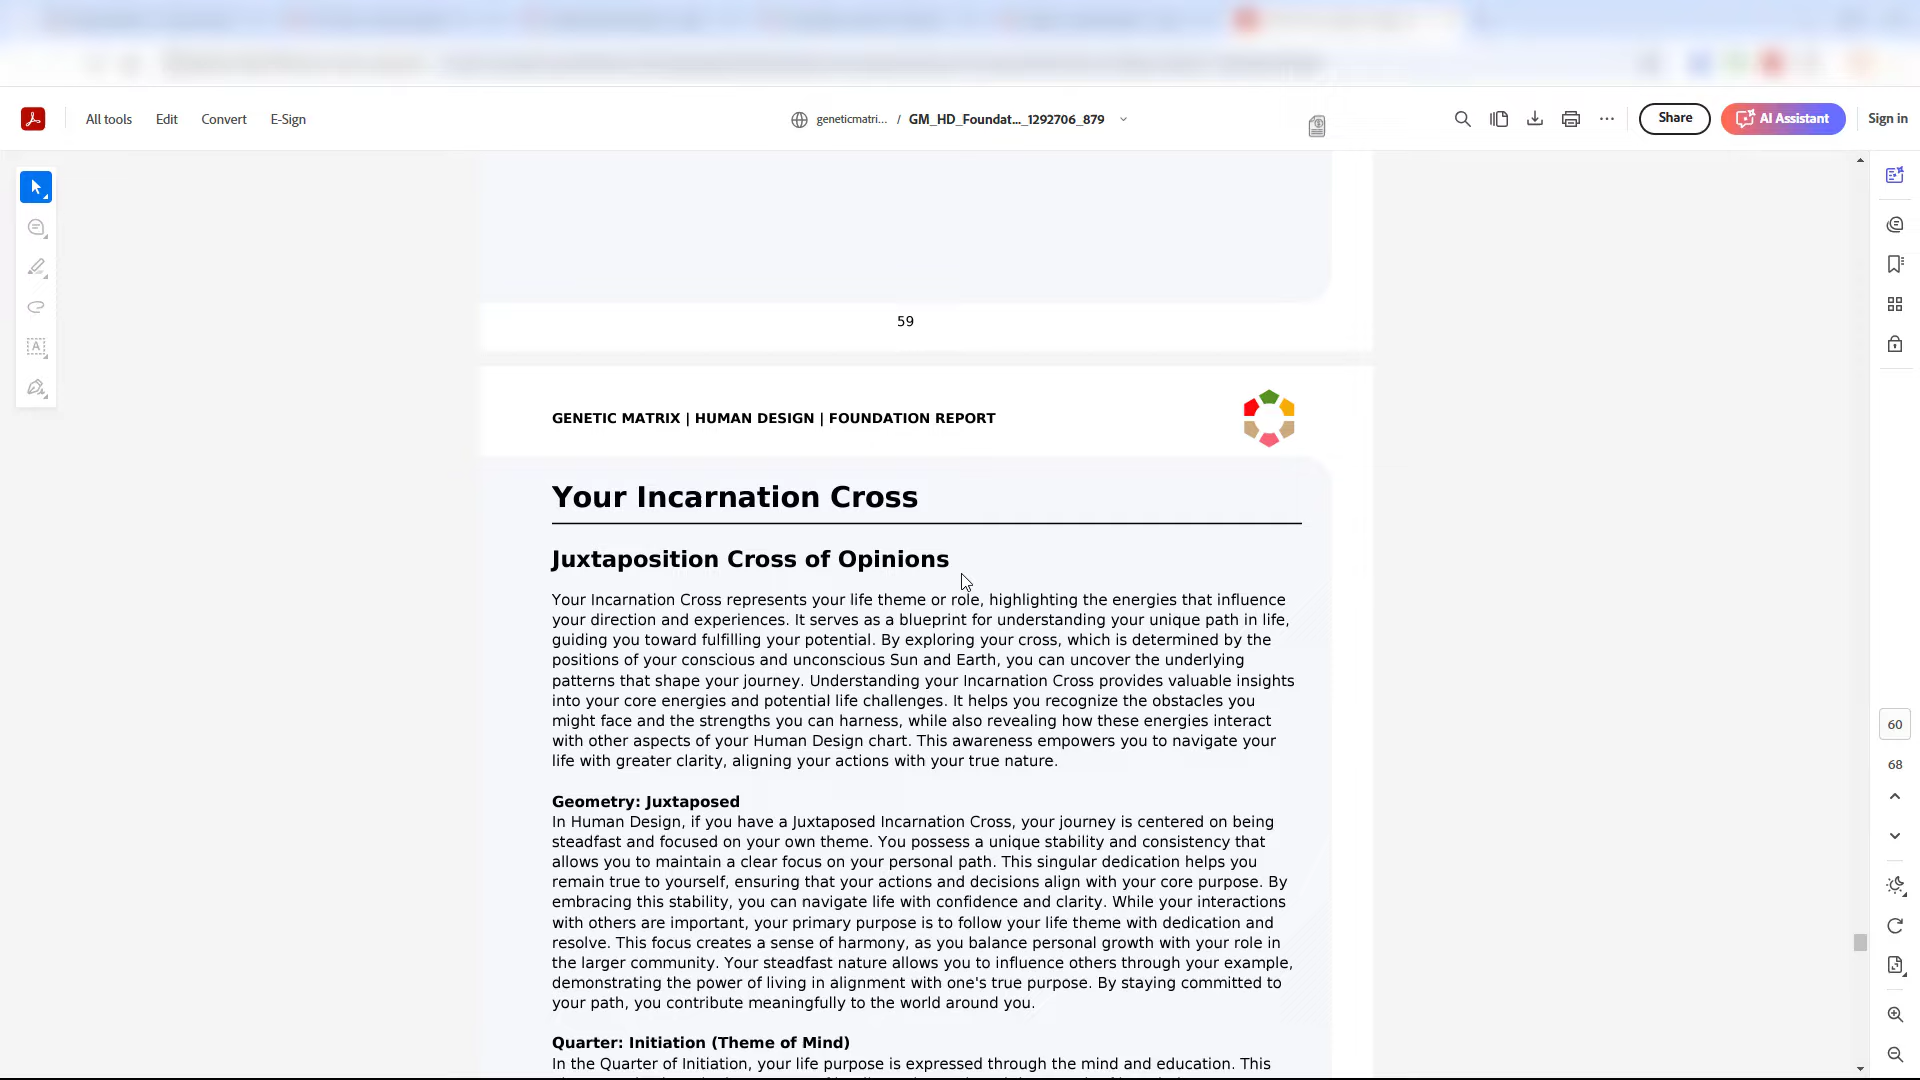 All tools Edit Convert E-Sign geneticmatri... / GM_HD_Foundat..._1292706_879 Share AI Assistant Sign in
59
GENETIC MATRIX | HUMAN DESIGN | FOUNDATION REPORT
Your Incarnation Cross
Juxtaposition Cross of Opinions
Your Incarnation Cross represents your life theme or role, highlighting the energies that influence
your direction and experiences. It serves as a blueprint for understanding your unique path in life,
guiding you toward fulfilling your potential. By exploring your cross, which is determined by the
positions of your conscious and unconscious Sun and Earth, you can uncover the underlying
patterns that shape your journey. Understanding your Incarnation Cross provides valuable insights
into your core energies and potential life challenges. It helps you recognize the obstacles you
might face and the strengths you can harness, while also revealing how these energies interact
with other aspects of your Human Design chart. This awareness empowers you to navigate your
life with greater clarity, aligning your actions with your true nature.
Geometry: Juxtaposed
In Human Design, if you have a Juxtaposed Incarnation Cross, your journey is centered on being
steadfast and focused on your own theme. You possess a unique stability and consistency that
allows you to maintain a clear focus on your personal path. This singular dedication helps you
remain true to yourself, ensuring that your actions and decisions align with your core purpose. By
embracing this stability, you can navigate life with confidence and clarity. While your interactions
with others are important, your primary purpose is to follow your life theme with dedication and
resolve. This focus creates a sense of harmony, as you balance personal growth with your role in
the larger community. Your steadfast nature allows you to influence others through your example,
demonstrating the power of living in alignment with one's true purpose. By staying committed to
your path, you contribute meaningfully to the world around you.
Quarter: Initiation (Theme of Mind)
In the Quarter of Initiation, your life purpose is expressed through the mind and education. This
60
68